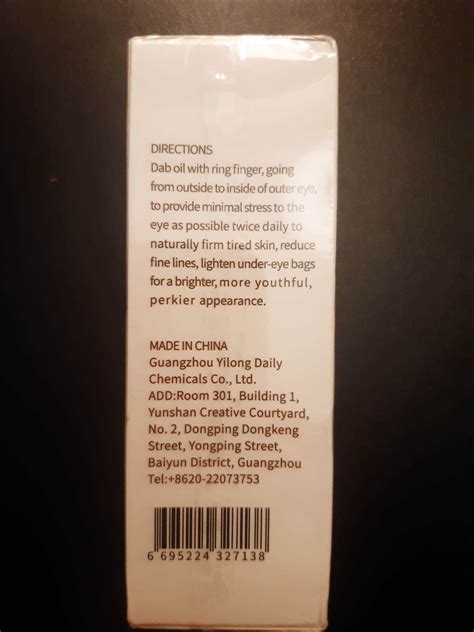 DIRECTIONS
Dab oil with ring finger, going
from outside to inside of outer eye,
to provide minimal stress to the
eye as possible twice daily to
naturally firm tired skin, reduce
fine lines, lighten under-eye bags
for a brighter, more youthful,
perkier appearance.
MADE IN CHINA
Guangzhou Yilong Daily
Chemicals Co., Ltd.
ADD:Room 301, Building 1,
Yunshan Creative Courtyard,
No. 2, Dongping Dongkeng
Street, Yongping Street,
Baiyun District, Guangzhou
Tel:+8620-22073753
6 695224 327138